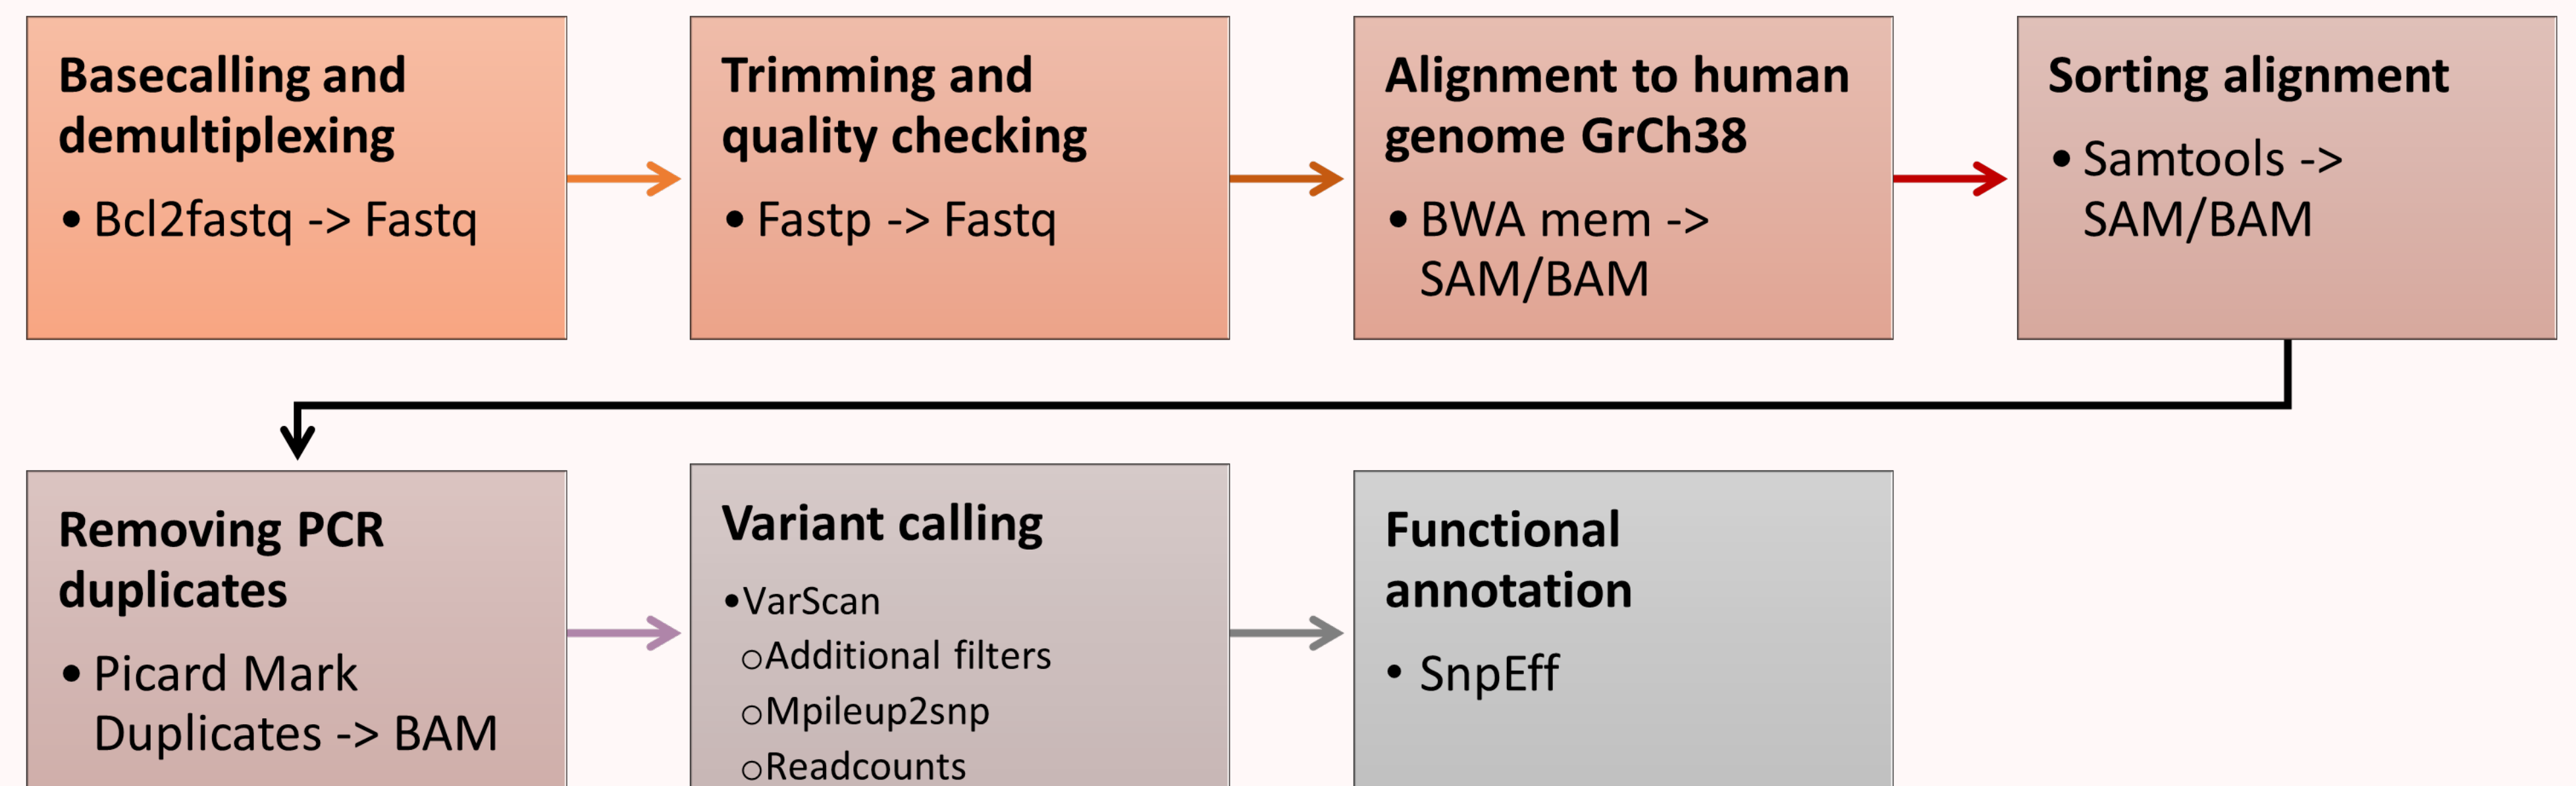 Basecalling and
demultiplexing
• Bcl2fastq -> Fastq
Trimming and
quality checking
• Fastp -> Fastq
Alignment to human
genome GrCh38
• BWA mem ->
SAM/BAM
Sorting alignment
• Samtools ->
SAM/BAM
Removing PCR
duplicates
• Picard Mark
Duplicates -> BAM
Variant calling
•VarScan
oAdditional filters
oMpileup2snp
oReadcounts
Functional
annotation
• SnpEff